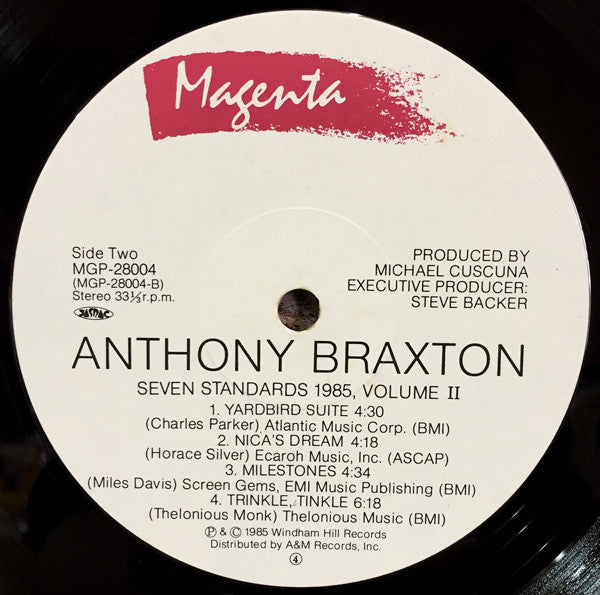 Magenta
Side Two
MGP-28004
(MGP-28004-B)
Stereo 33⅓ r.p.m.
JASRAC
PRODUCED BY
MICHAEL CUSCUNA
EXECUTIVE PRODUCER:
STEVE BACKER
ANTHONY BRAXTON
SEVEN STANDARDS 1985, VOLUME II
1. YARDBIRD SUITE 4:30
(Charles Parker) Atlantic Music Corp. (BMI)
2. NICA'S DREAM 4:18
(Horace Silver) Ecaroh Music, Inc. (ASCAP)
3. MILESTONES 4:34
(Miles Davis) Screen Gems, EMI Music Publishing (BMI)
4. TRINKLE, TINKLE 6:18
(Thelonious Monk) Thelonious Music (BMI)
℗ & © 1985 Windham Hill Records
Distributed by A&M Records, Inc.
④